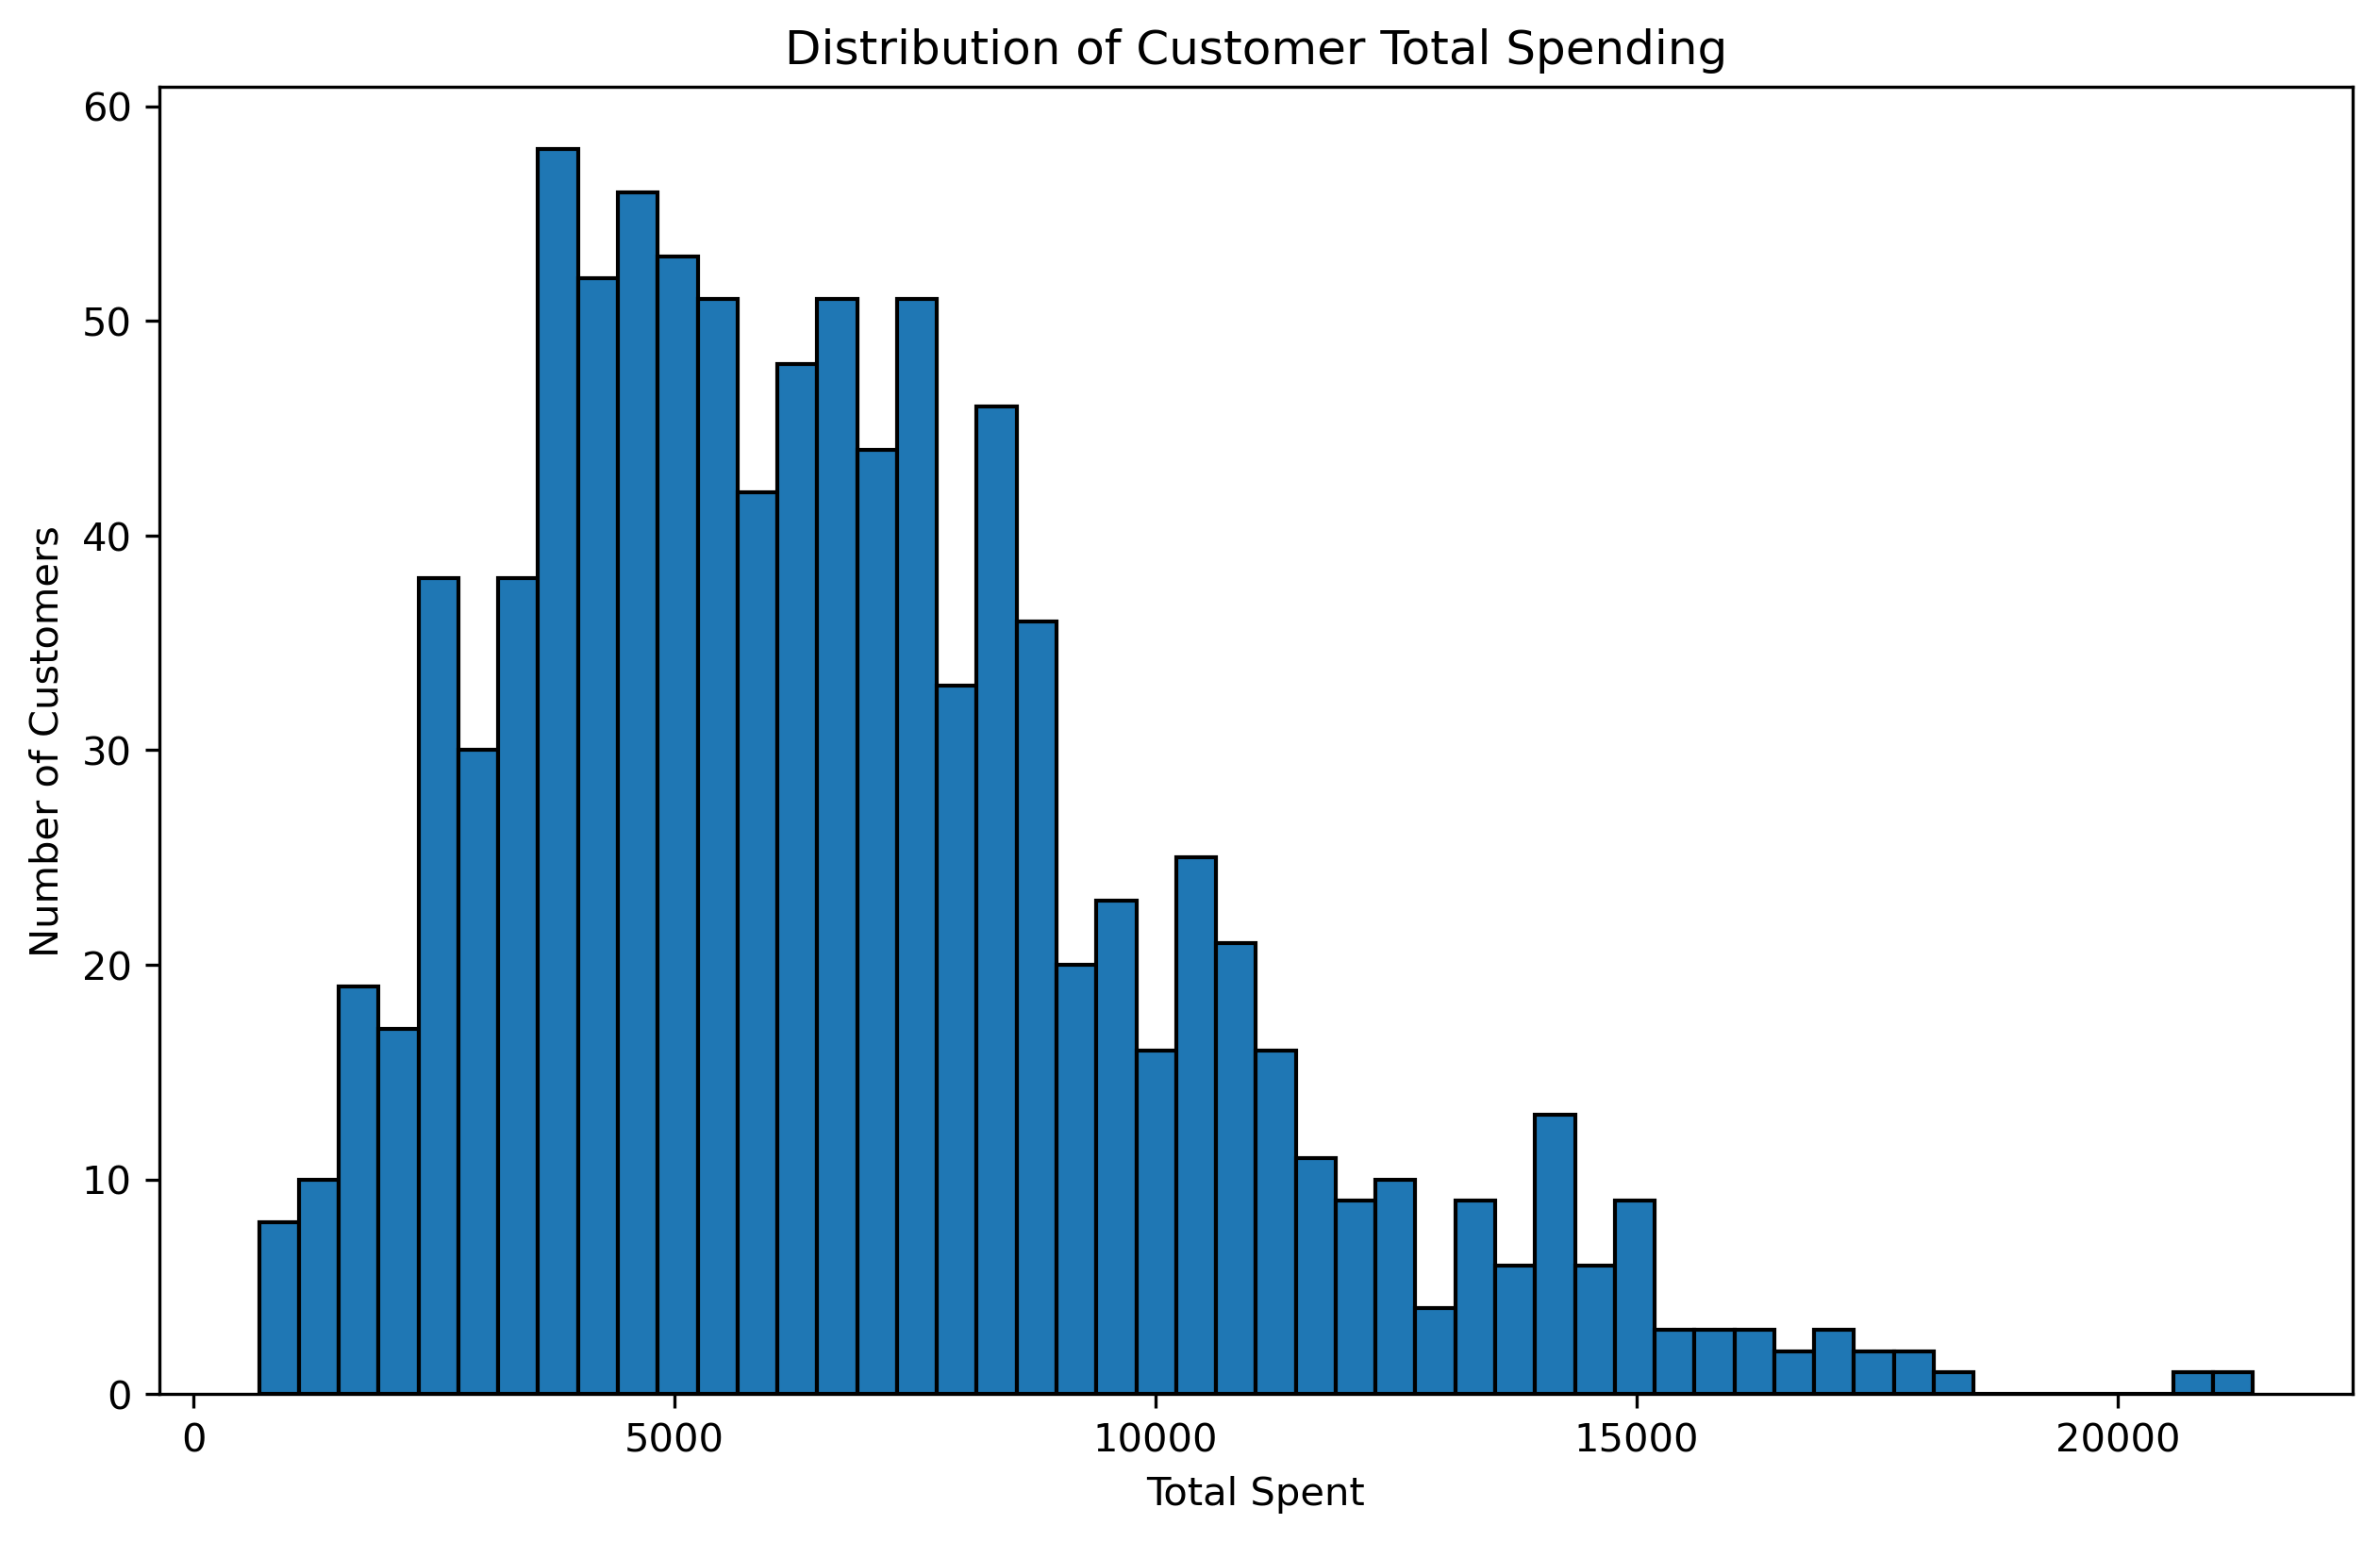 Distribution of Customer Total Spending
60
50
40
30
20
10
0
Number of Customers
0 5000 10000 15000 20000
Total Spent